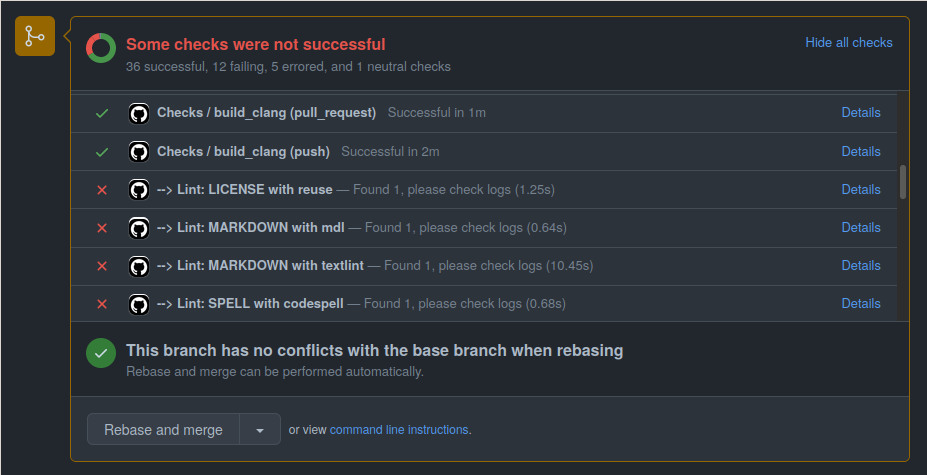 Some checks were not successful
Hide all checks
36 successful, 12 failing, 5 errored, and 1 neutral checks
Checks / build_clang (pull_request) Successful in 1m Details
Checks / build_clang (push) Successful in 2m Details
--> Lint: LICENSE with reuse — Found 1, please check logs (1.25s) Details
--> Lint: MARKDOWN with mdl — Found 1, please check logs (0.64s) Details
--> Lint: MARKDOWN with textlint — Found 1, please check logs (10.45s) Details
--> Lint: SPELL with codespell — Found 1, please check logs (0.68s) Details
This branch has no conflicts with the base branch when rebasing
Rebase and merge can be performed automatically.
Rebase and merge or view command line instructions.